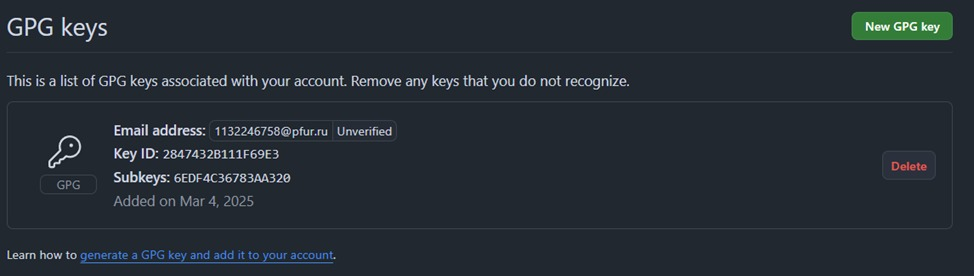 GPG keys
New GPG key
This is a list of GPG keys associated with your account. Remove any keys that you do not recognize.
Email address: 1132246758@pfur.ru Unverified
Key ID: 2847432B111F69E3
Subkeys: 6EDF4C36783AA320
Added on Mar 4, 2025
GPG
Delete
Learn how to generate a GPG key and add it to your account.